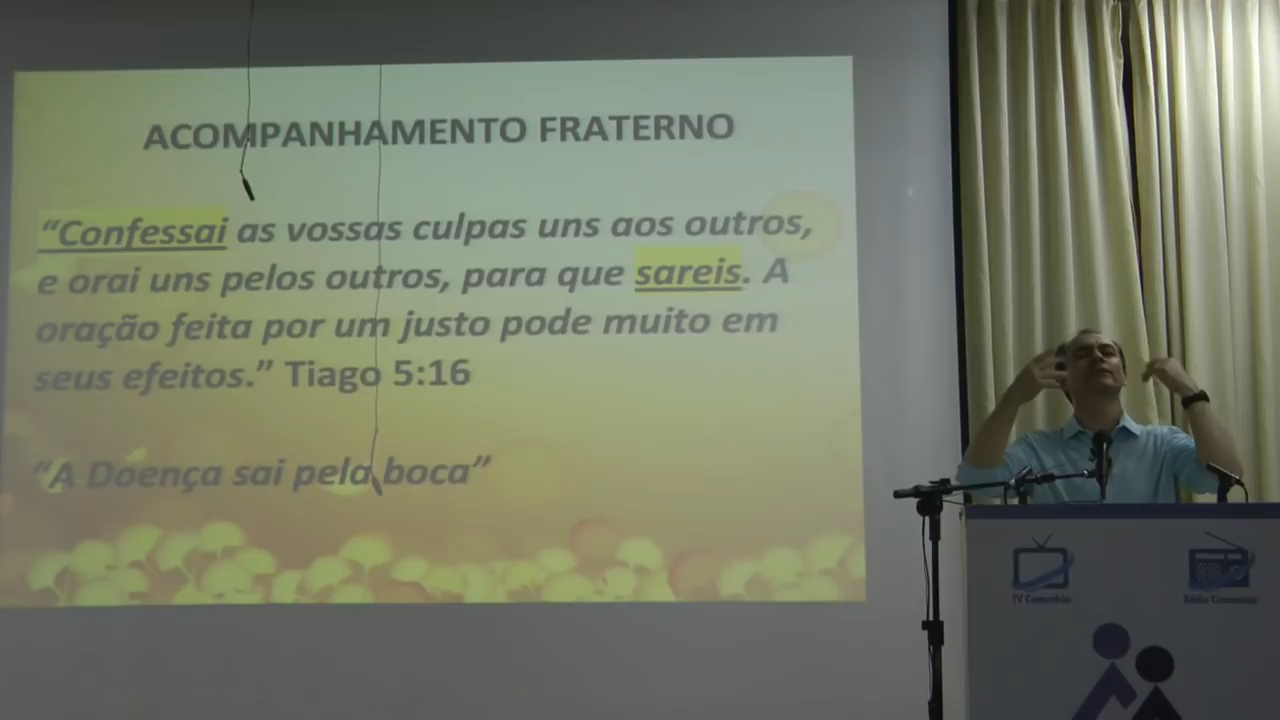 ACOMPANHAMENTO FRATERNO
“Confessai as vossas culpas uns aos outros,
e orai uns pelos outros, para que sareis. A
oração feita por um justo pode muito em
seus efeitos.” Tiago 5:16
“A Doença sai pela boca”
TV Comunhão
Rádio Comunhão